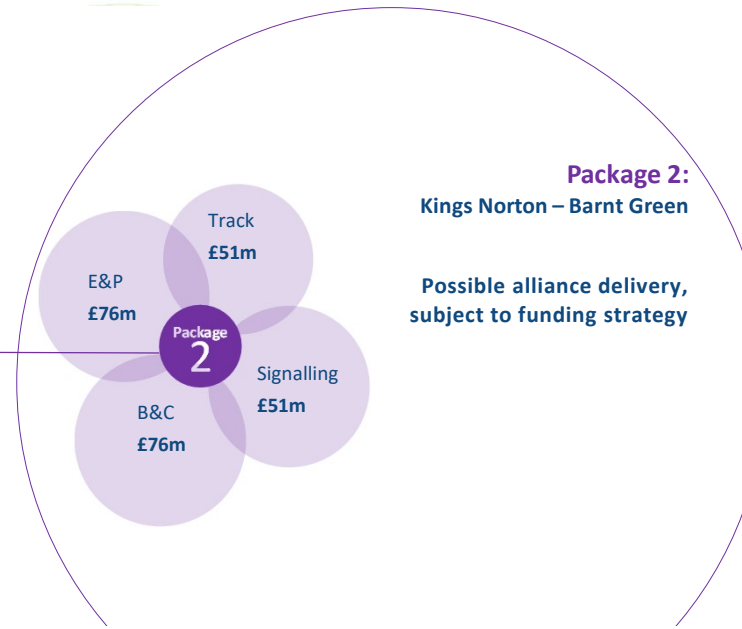 Package 2:
Kings Norton – Barnt Green
Possible alliance delivery,
subject to funding strategy
Track
£51m
E&P
£76m
Package
2
Signalling
£51m
B&C
£76m